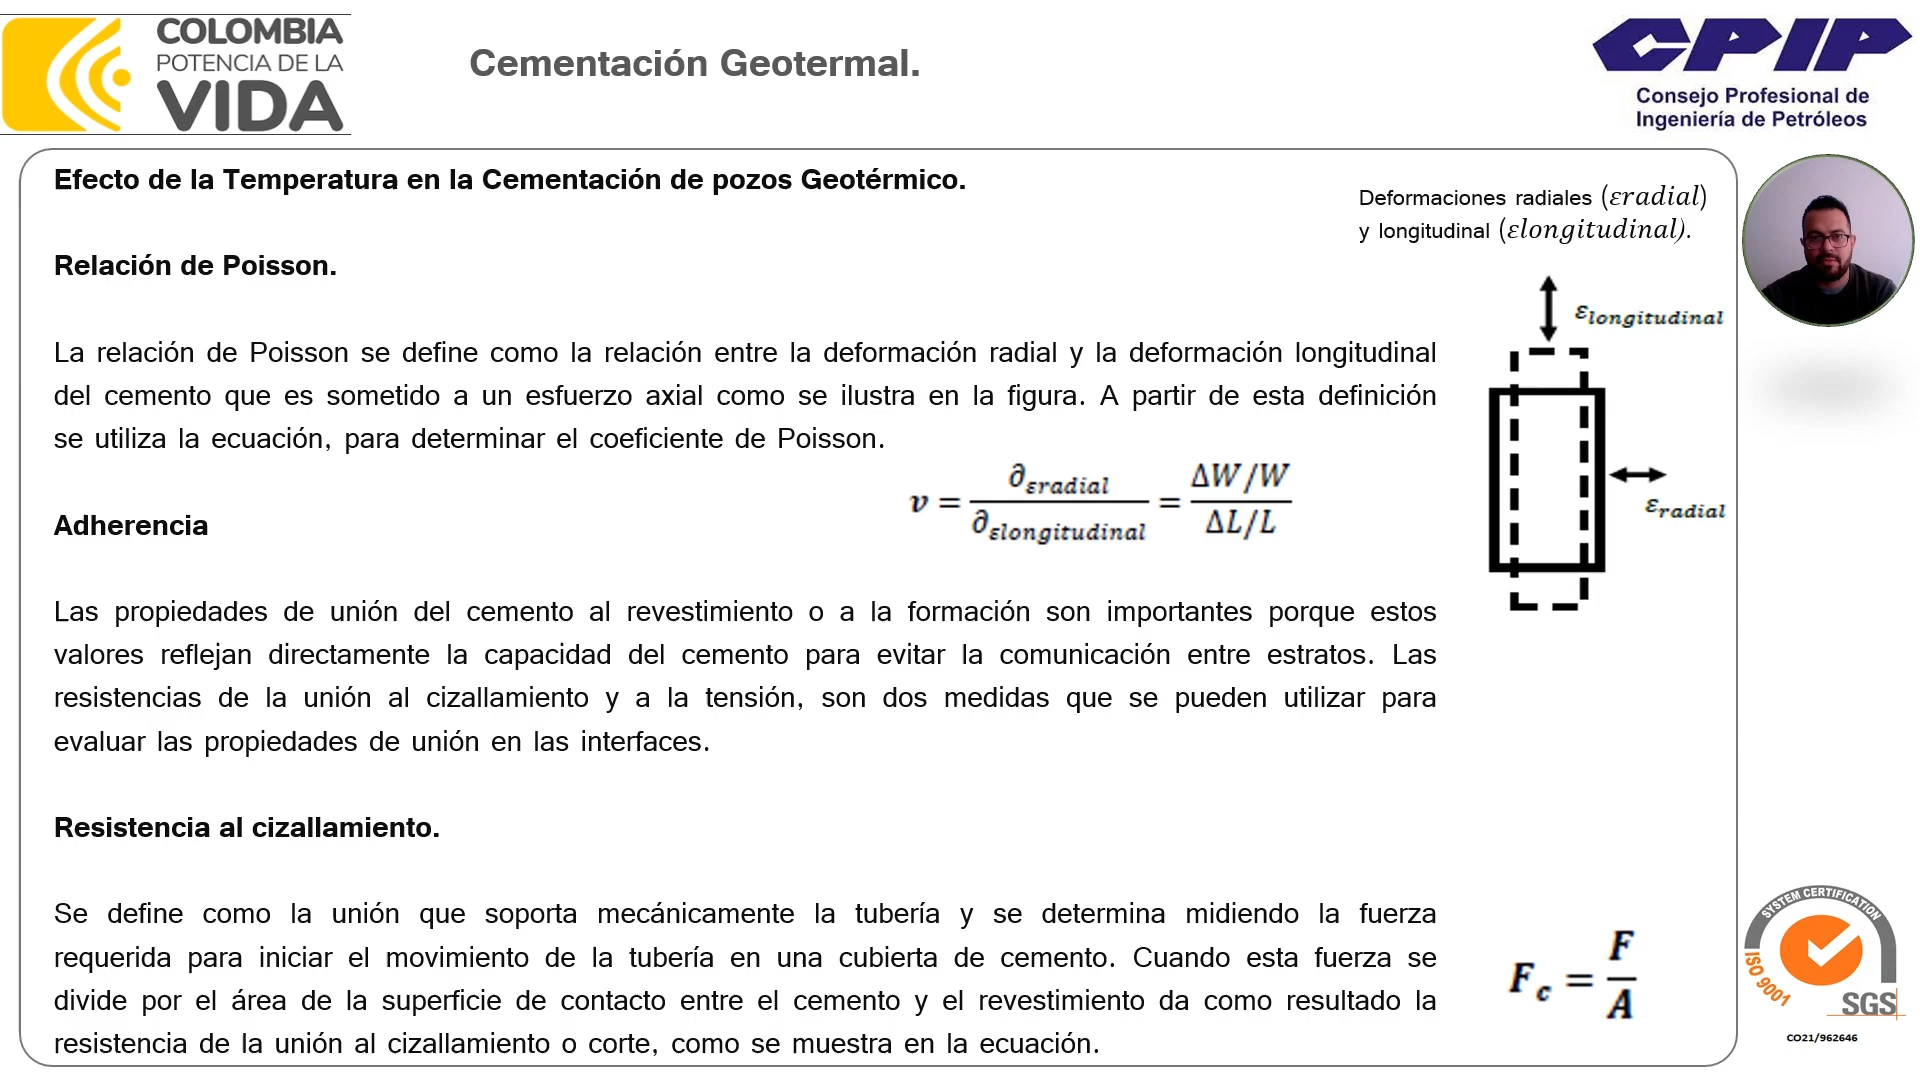 COLOMBIA
POTENCIA DE LA
VIDA
Cementación Geotermal.
CPIP
Consejo Profesional de
Ingeniería de Petróleos
Efecto de la Temperatura en la Cementación de pozos Geotérmico.
Deformaciones radiales (εradial)
y longitudinal (εlongitudinal).
Relación de Poisson.
εlongitudinal
La relación de Poisson se define como la relación entre la deformación radial y la deformación longitudinal
del cemento que es sometido a un esfuerzo axial como se ilustra en la figura. A partir de esta definición
se utiliza la ecuación, para determinar el coeficiente de Poisson.
v = ∂εradial / ∂εlongitudinal = ΔW/W / ΔL/L
εradial
Adherencia
Las propiedades de unión del cemento al revestimiento o a la formación son importantes porque estos
valores reflejan directamente la capacidad del cemento para evitar la comunicación entre estratos. Las
resistencias de la unión al cizallamiento y a la tensión, son dos medidas que se pueden utilizar para
evaluar las propiedades de unión en las interfaces.
Resistencia al cizallamiento.
Se define como la unión que soporta mecánicamente la tubería y se determina midiendo la fuerza
requerida para iniciar el movimiento de la tubería en una cubierta de cemento. Cuando esta fuerza se
divide por el área de la superficie de contacto entre el cemento y el revestimiento da como resultado la
resistencia de la unión al cizallamiento o corte, como se muestra en la ecuación.
Fc = F / A
SYSTEM CERTIFICATION
ISO 9001
SGS
CO21/962646